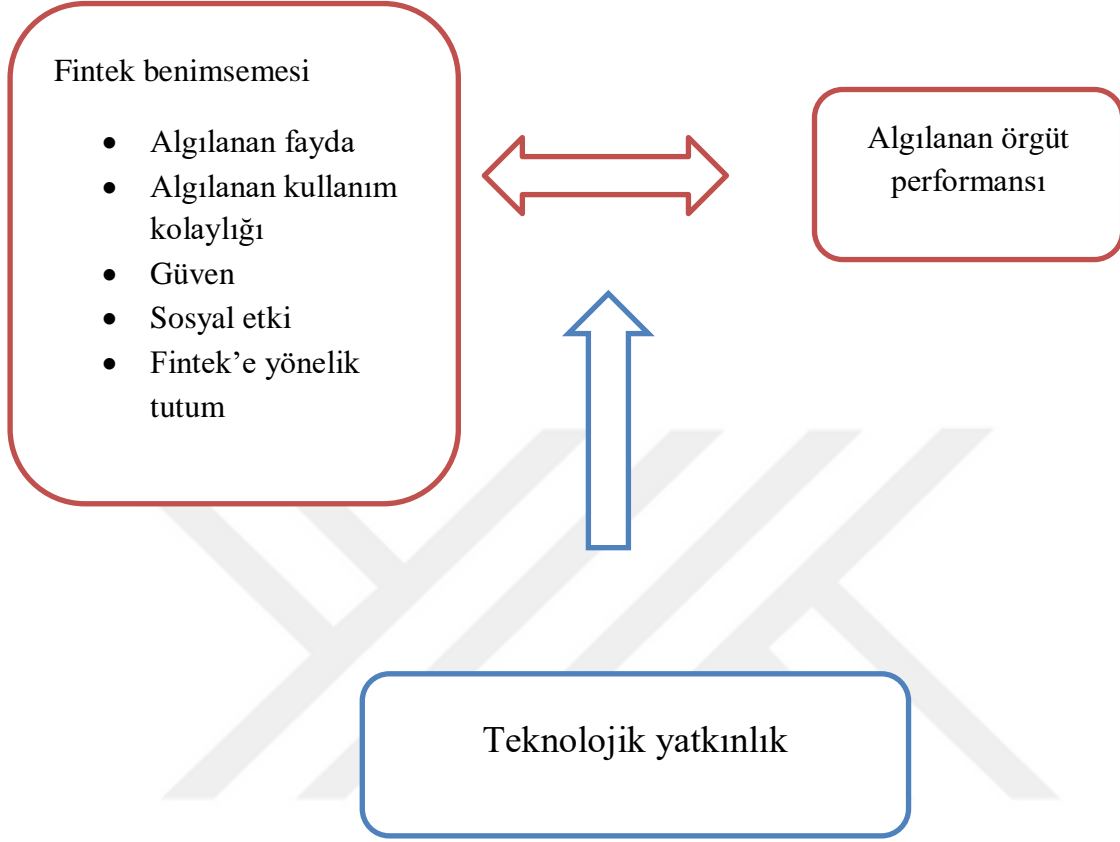 Fintek benimsemesi
• Algılanan fayda
• Algılanan kullanım
kolaylığı
• Güven
• Sosyal etki
• Fintek’e yönelik
tutum
Algılanan örgüt
performansı
Teknolojik yatkınlık